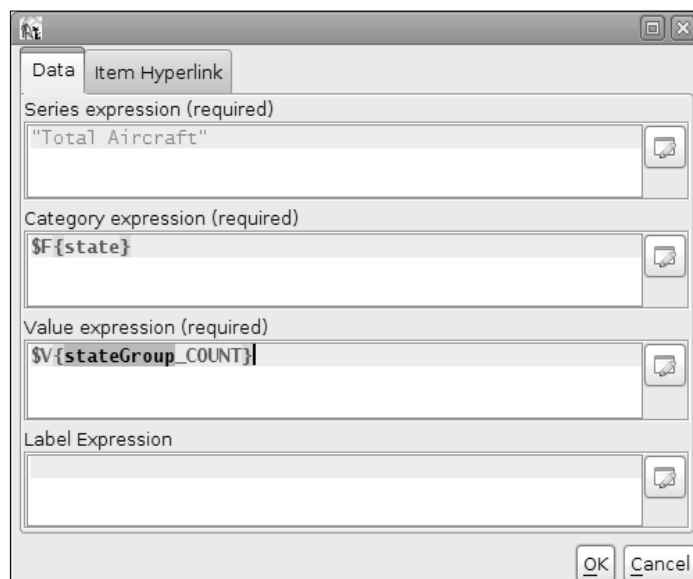 Data Item Hyperlink
Series expression (required)
"Total Aircraft"
Category expression (required)
$F{state}
Value expression (required)
$V{stateGroup_COUNT}
Label Expression
OK Cancel